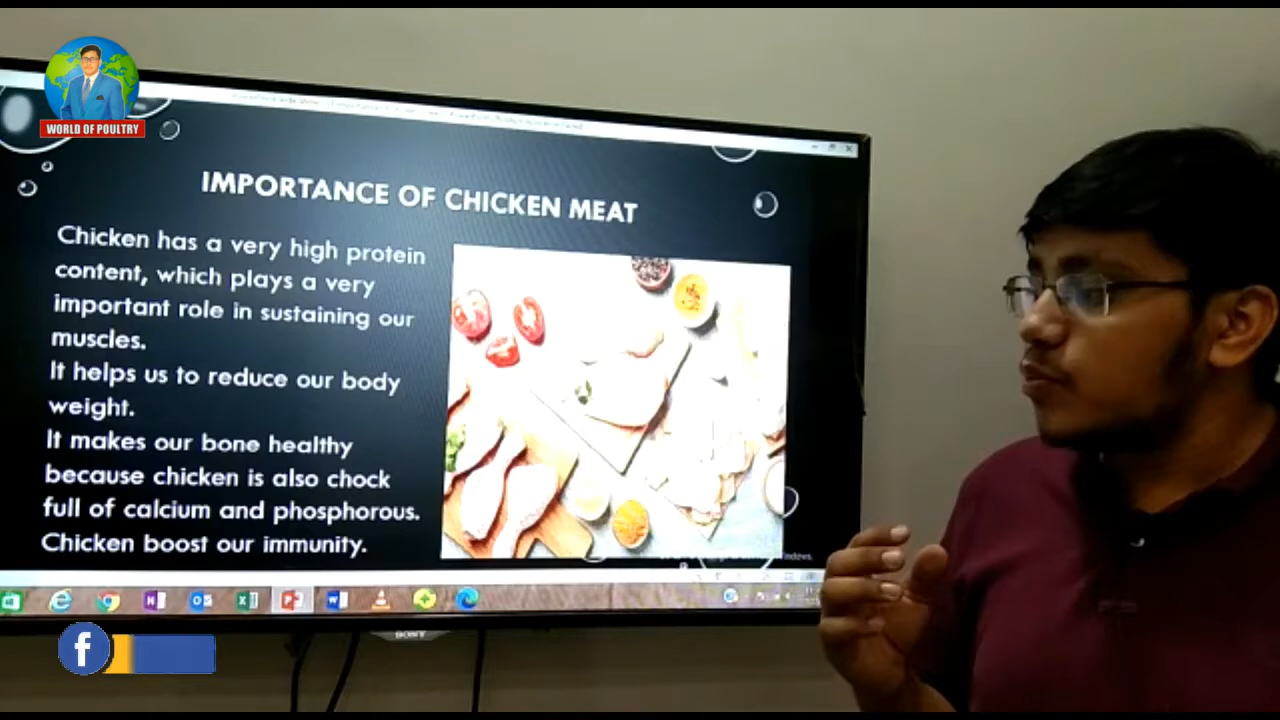 WORLD OF POULTRY
IMPORTANCE OF CHICKEN MEAT
Chicken has a very high protein
content, which plays a very
important role in sustaining our
muscles.
It helps us to reduce our body
weight.
It makes our bone healthy
because chicken is also chock
full of calcium and phosphorous.
Chicken boost our immunity.
SONY
f